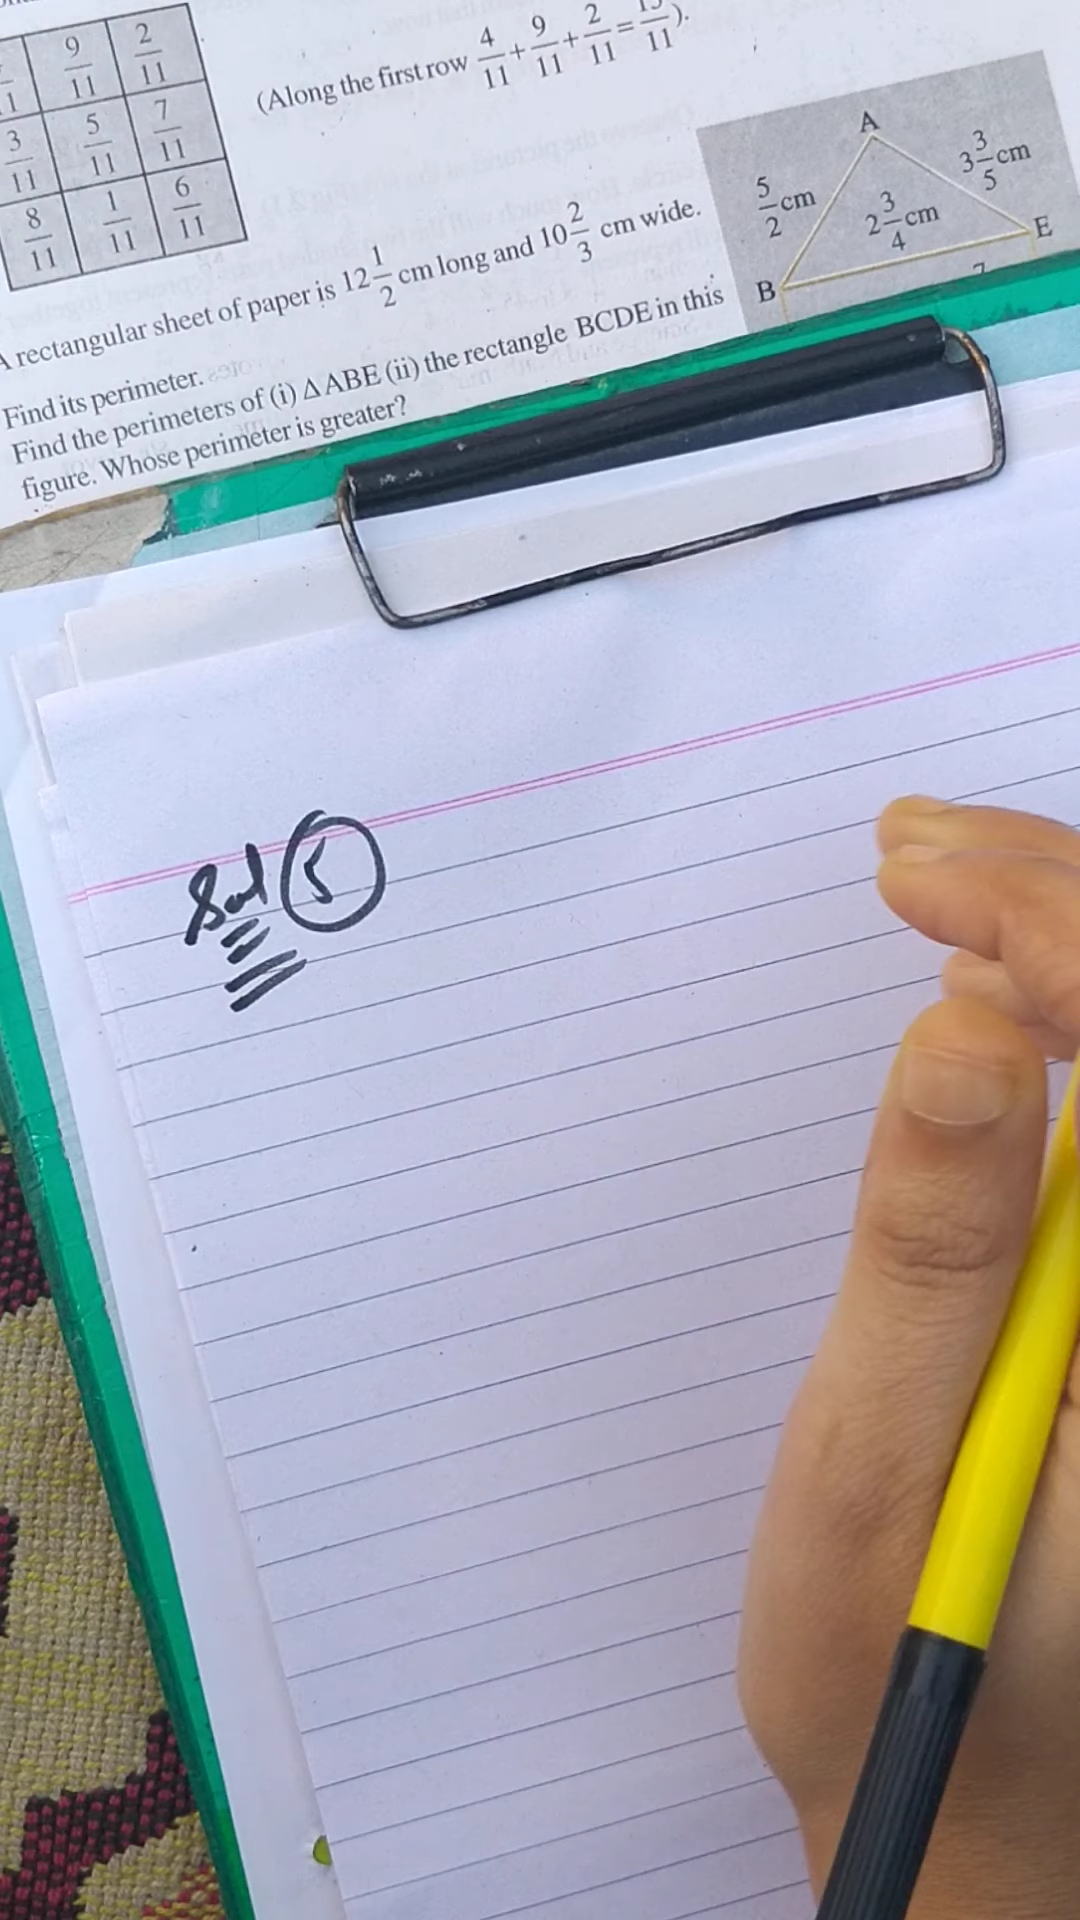 9/11 2/11
3/11 5/11 7/11
8/11 1/11 6/11
(Along the first row 4/11 + 9/11 + 2/11 = 15/11).
A rectangular sheet of paper is 12 1/2 cm long and 10 2/3 cm wide.
Find its perimeter.
Find the perimeters of (i) △ABE (ii) the rectangle BCDE in this
figure. Whose perimeter is greater?
A
5/2 cm
3 3/5 cm
2 3/4 cm
B
E
7
Sol 5